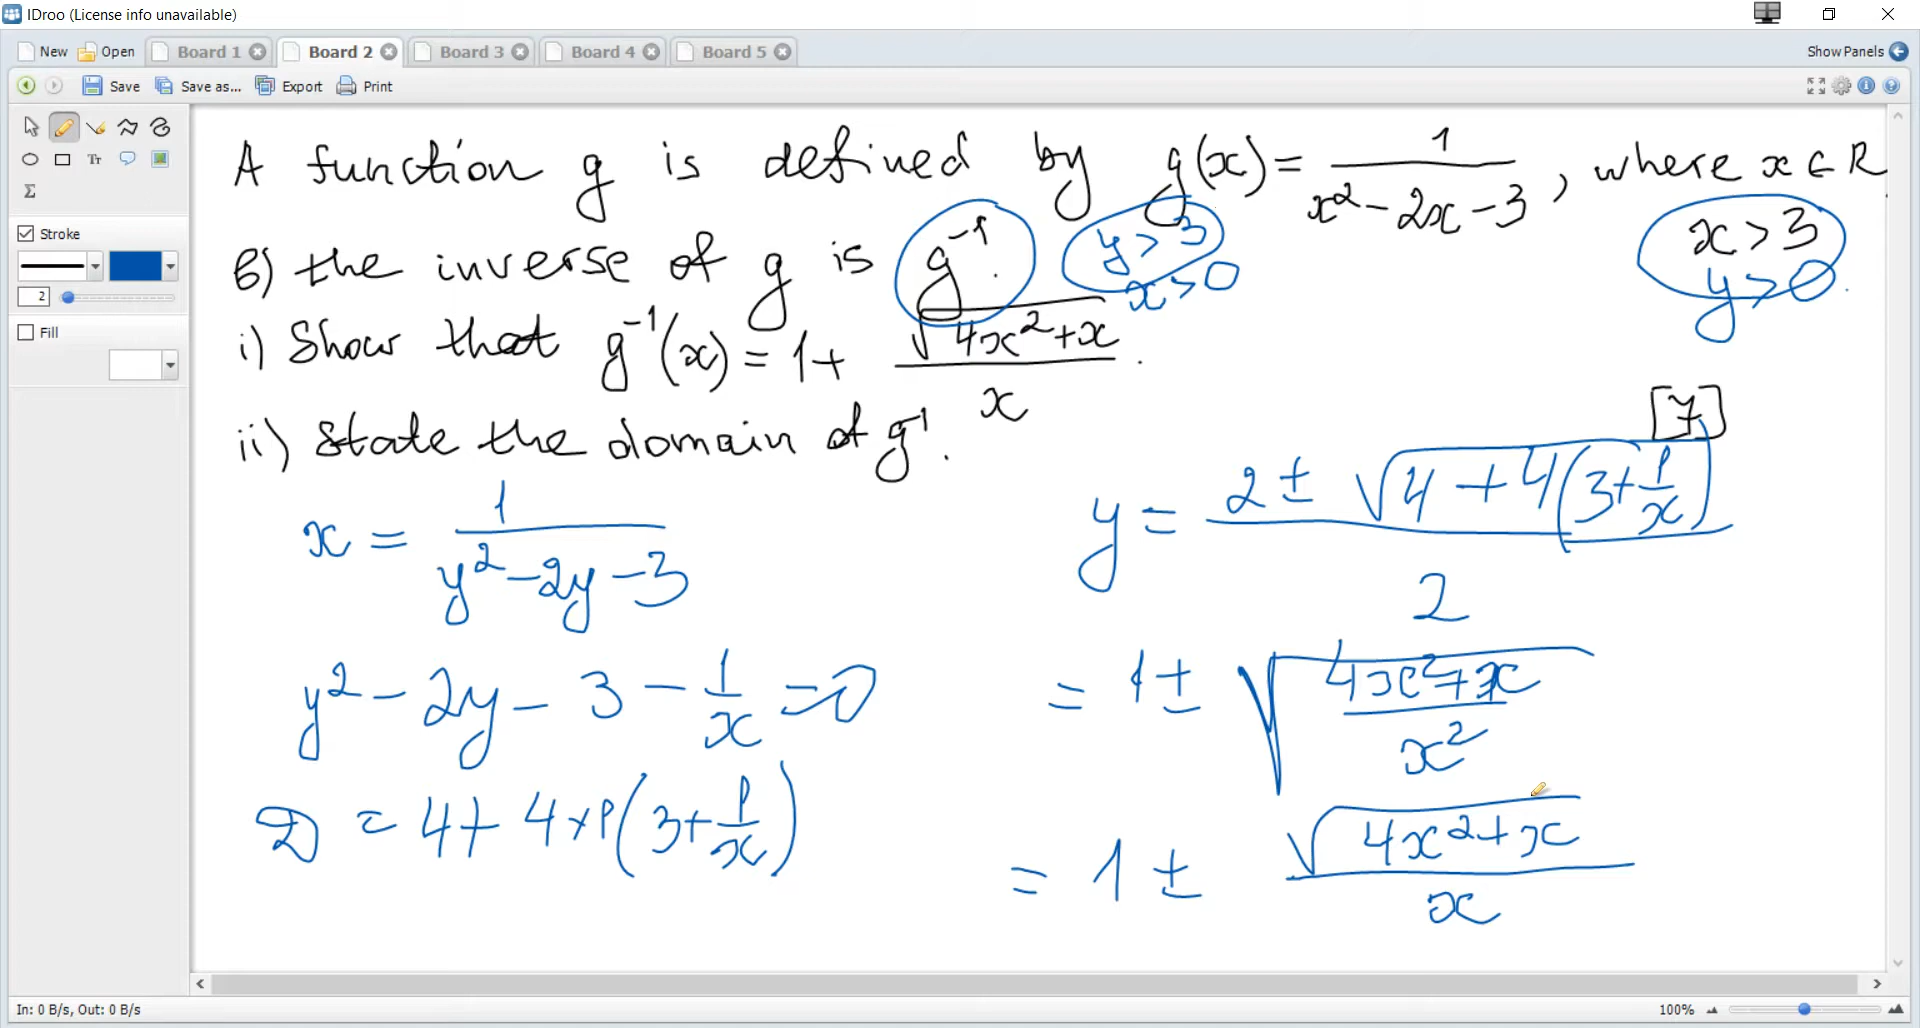 IDroo (License info unavailable)
New Open Board 1 Board 2 Board 3 Board 4 Board 5 Show Panels
Save Save as... Export Print
Tт
Σ
Stroke
2
Fill
A function g is defined by g(x) = 1/(x² - 2x - 3), where x ∈ R
x > 3
y > 0.
b) the inverse of g is g⁻¹.
y > 3
x > 0
i) Show that g⁻¹(x) = 1 + √(4x² + x)/x.
[7]
ii) State the domain of g⁻¹.
x = 1/(y² - 2y - 3)
y² - 2y - 3 - 1/x = 0
D = 4 + 4×1(3 + 1/x)
y = (2 ± √(4 + 4(3 + 1/x)))/2
= 1 ± √((4x² + x)/x²)
= 1 ± √(4x² + x)/x
In: 0 B/s, Out: 0 B/s 100%